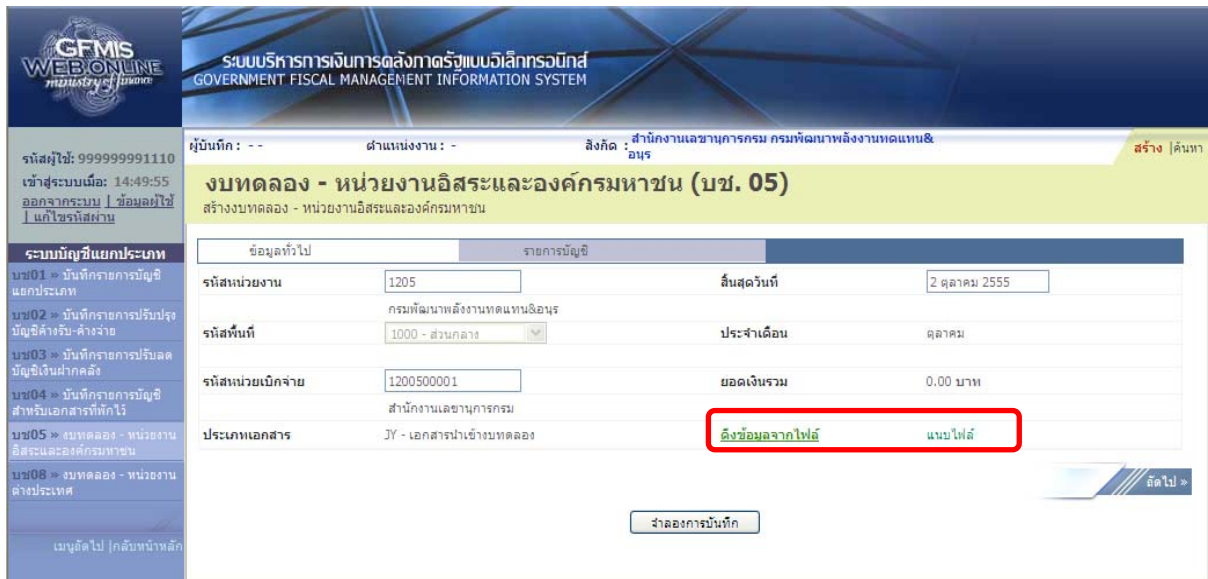 GFMIS
WEB ONLINE
ministry of finance
ระบบบริหารการเงินการคลังภาครัฐแบบอิเล็กทรอนิกส์
GOVERNMENT FISCAL MANAGEMENT INFORMATION SYSTEM
รหัสผู้ใช้: 999999991110
เข้าสู่ระบบเมื่อ: 14:49:55
ออกจากระบบ | ข้อมูลผู้ใช้
| แก้ไขรหัสผ่าน
ผู้บันทึก : - - ตำแหน่งงาน : - สังกัด : สำนักงานเลขานุการกรม กรมพัฒนาพลังงานทดแทน&
อนุร
สร้าง |ค้นหา
งบทดลอง - หน่วยงานอิสระและองค์กรมหาชน (บช. 05)
สร้างงบทดลอง - หน่วยงานอิสระและองค์กรมหาชน
ระบบบัญชีแยกประเภท
บช01 » บันทึกรายการบัญชี
แยกประเภท
บช02 » บันทึกรายการปรับปรุง
บัญชีค้างรับ-ค้างจ่าย
บช03 » บันทึกรายการปรับลด
บัญชีเงินฝากคลัง
บช04 » บันทึกรายการบัญชี
สำหรับเอกสารที่พักไว้
บช05 » งบทดลอง - หน่วยงาน
อิสระและองค์กรมหาชน
บช08 » งบทดลอง - หน่วยงาน
ต่างประเทศ
เมนูถัดไป |กลับหน้าหลัก
ข้อมูลทั่วไป รายการบัญชี
รหัสหน่วยงาน 1205 สิ้นสุดวันที่ 2 ตุลาคม 2555
กรมพัฒนาพลังงานทดแทน&อนุร
รหัสพื้นที่ 1000 - ส่วนกลาง ประจำเดือน ตุลาคม
รหัสหน่วยเบิกจ่าย 1200500001 ยอดเงินรวม 0.00 บาท
สำนักงานเลขานุการกรม
ประเภทเอกสาร JY - เอกสารนำเข้างบทดลอง ดึงข้อมูลจากไฟล์ แนบไฟล์
ถัดไป »
จำลองการบันทึก